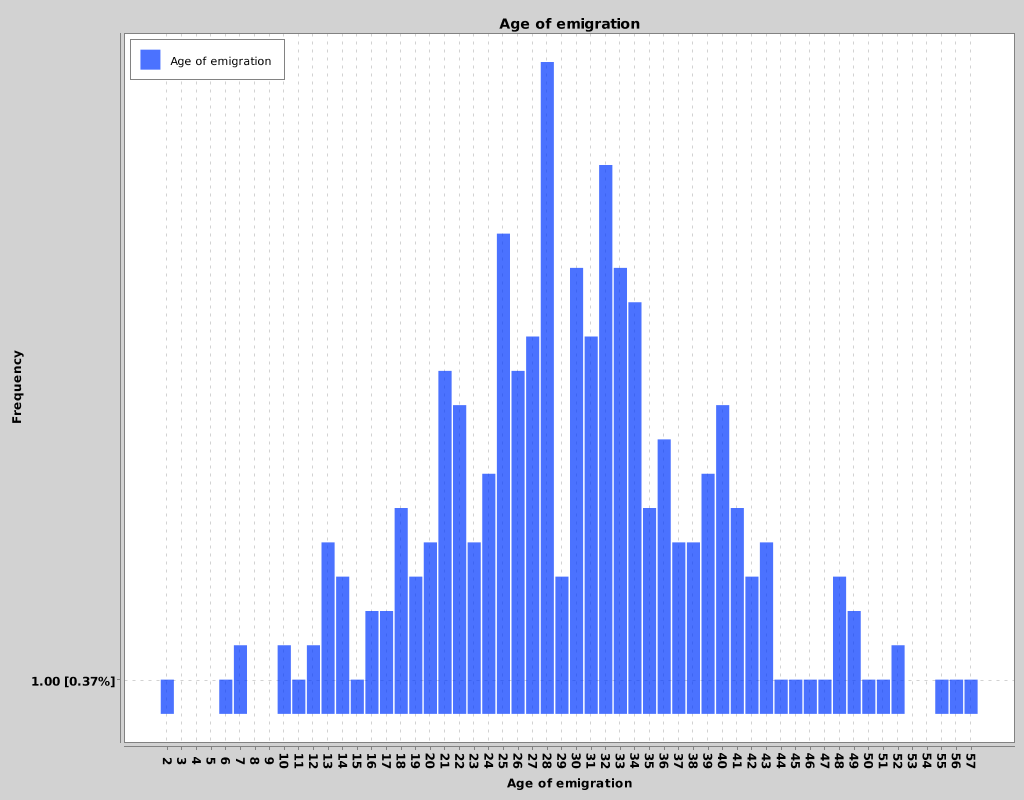 Age of emigration
Age of emigration
Frequency
1.00 [0.37%]
2 3 4 5 6 7 8 9 10 11 12 13 14 15 16 17 18 19 20 21 22 23 24 25 26 27 28 29 30 31 32 33 34 35 36 37 38 39 40 41 42 43 44 45 46 47 48 49 50 51 52 53 54 55 56 57
Age of emigration